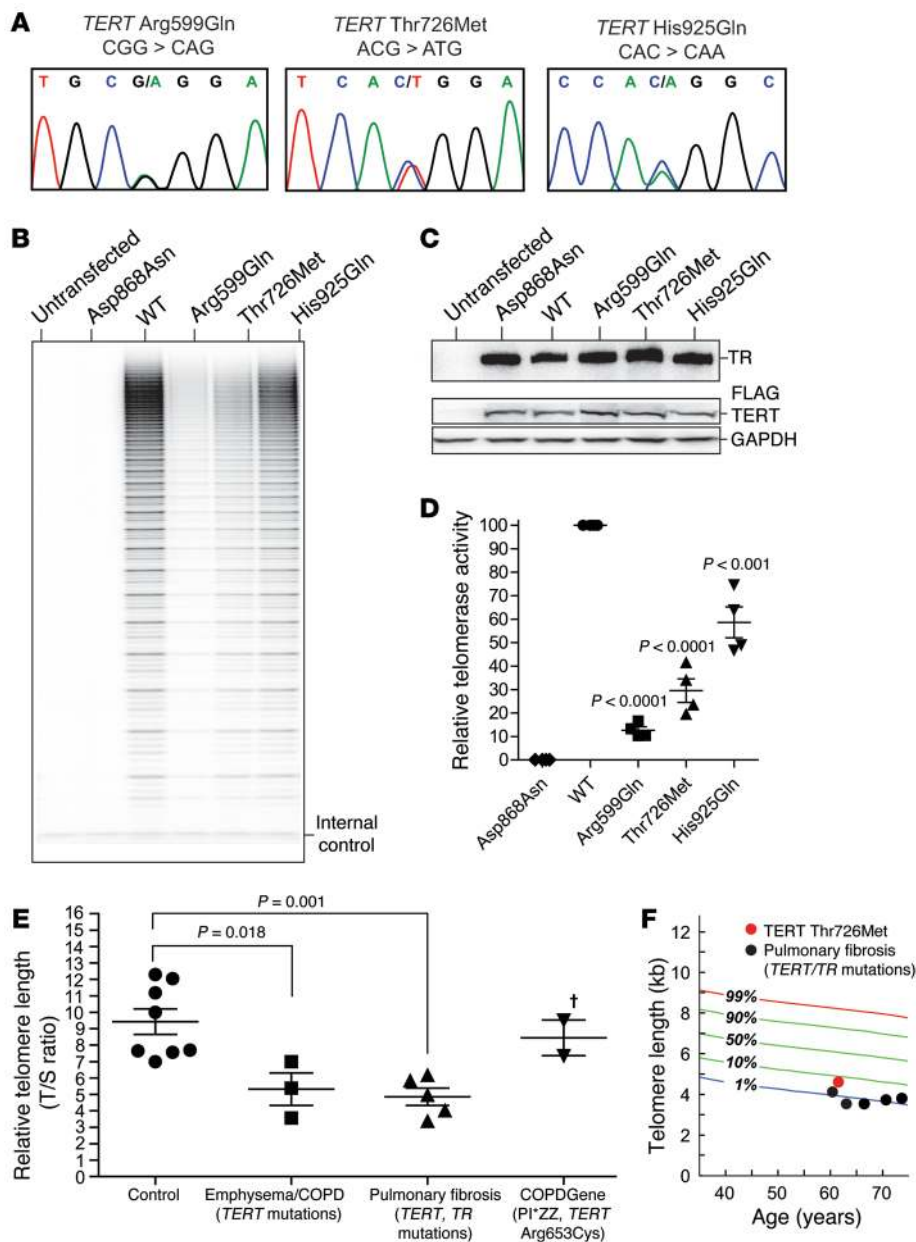 A
TERT Arg599Gln
CGG > CAG
T G C G/A G G A
TERT Thr726Met
ACG > ATG
T C A C/T G G A
TERT His925Gln
CAC > CAA
C C A C/A G G C
B
Untransfected
Asp868Asn
WT
Arg599Gln
Thr726Met
His925Gln
Internal
control
C
Untransfected
Asp868Asn
WT
Arg599Gln
Thr726Met
His925Gln
TR
FLAG
TERT
GAPDH
D
Relative telomerase activity
100
90
80
70
60
50
40
30
20
10
0
P < 0.0001
P < 0.0001
P < 0.001
Asp868Asn
WT
Arg599Gln
Thr726Met
His925Gln
E
Relative telomere length
(T/S ratio)
16
15
14
13
12
11
10
9
8
7
6
5
4
3
2
1
0
P = 0.001
P = 0.018
†
Control
Emphysema/COPD
(TERT mutations)
Pulmonary fibrosis
(TERT, TR
mutations)
COPDGene
(PI*ZZ, TERT
Arg653Cys)
F
TERT Thr726Met
Pulmonary fibrosis
(TERT/TR mutations)
Telomere length (kb)
12
10
8
6
4
2
0
99%
90%
50%
10%
1%
40 50 60 70
Age (years)